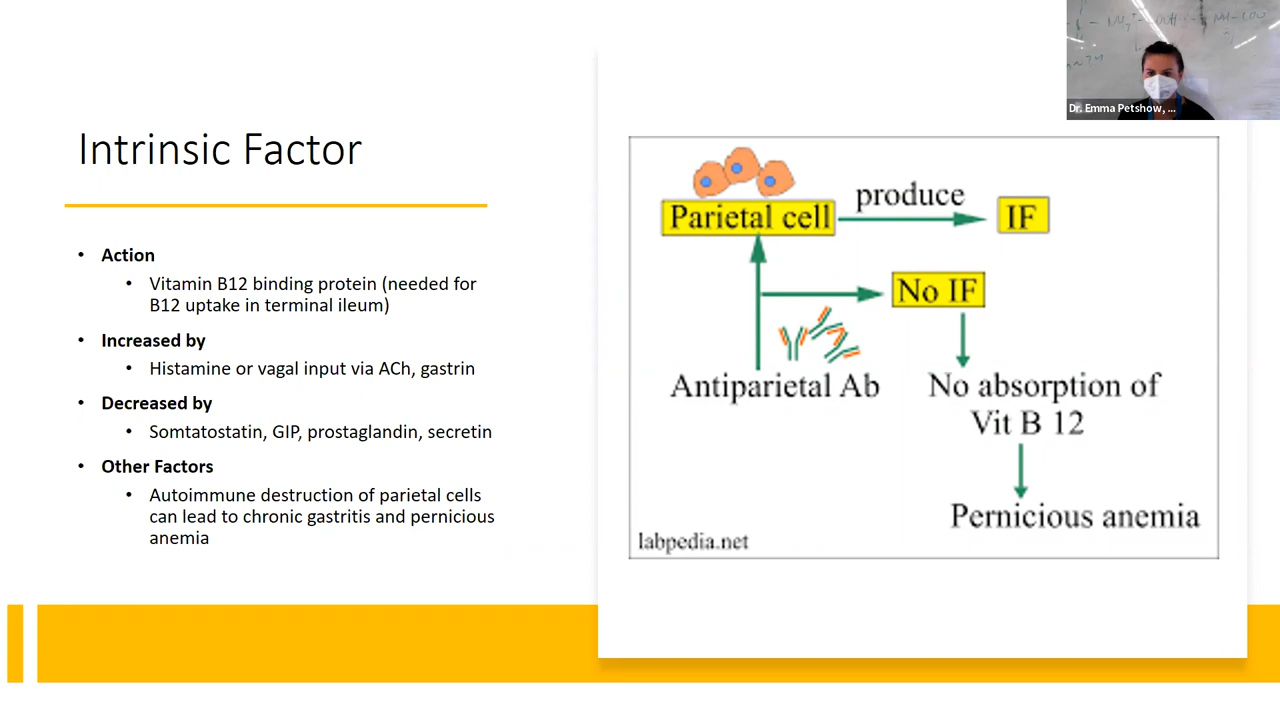 Intrinsic Factor
• Action
• Vitamin B12 binding protein (needed for
B12 uptake in terminal ileum)
• Increased by
• Histamine or vagal input via ACh, gastrin
• Decreased by
• Somtatostatin, GIP, prostaglandin, secretin
• Other Factors
• Autoimmune destruction of parietal cells
can lead to chronic gastritis and pernicious
anemia
Parietal cell
produce
IF
No IF
Antiparietal Ab
No absorption of
Vit B 12
Pernicious anemia
labpedia.net
Dr. Emma Petshow, ...